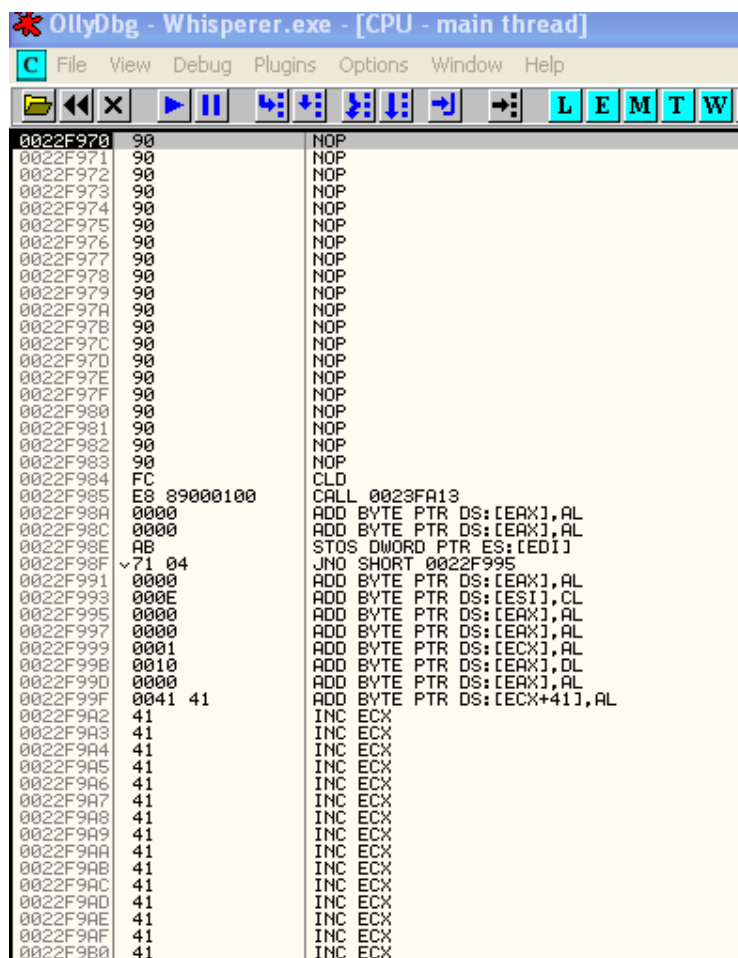 OllyDbg - Whisperer.exe - [CPU - main thread]
C File View Debug Plugins Options Window Help
L E M T W
0022F970 90 NOP
0022F971 90 NOP
0022F972 90 NOP
0022F973 90 NOP
0022F974 90 NOP
0022F975 90 NOP
0022F976 90 NOP
0022F977 90 NOP
0022F978 90 NOP
0022F979 90 NOP
0022F97A 90 NOP
0022F97B 90 NOP
0022F97C 90 NOP
0022F97D 90 NOP
0022F97E 90 NOP
0022F97F 90 NOP
0022F980 90 NOP
0022F981 90 NOP
0022F982 90 NOP
0022F983 90 NOP
0022F984 FC CLD
0022F985 E8 89000100 CALL 0023FA13
0022F98A 0000 ADD BYTE PTR DS:[EAX],AL
0022F98C 0000 ADD BYTE PTR DS:[EAX],AL
0022F98E AB STOS DWORD PTR ES:[EDI]
0022F98F 71 04 JNO SHORT 0022F995
0022F991 0000 ADD BYTE PTR DS:[EAX],AL
0022F993 000E ADD BYTE PTR DS:[ESI],CL
0022F995 0000 ADD BYTE PTR DS:[EAX],AL
0022F997 0000 ADD BYTE PTR DS:[EAX],AL
0022F999 0001 ADD BYTE PTR DS:[ECX],AL
0022F99B 0010 ADD BYTE PTR DS:[EAX],DL
0022F99D 0000 ADD BYTE PTR DS:[EAX],AL
0022F99F 0041 41 ADD BYTE PTR DS:[ECX+41],AL
0022F9A2 41 INC ECX
0022F9A3 41 INC ECX
0022F9A4 41 INC ECX
0022F9A5 41 INC ECX
0022F9A6 41 INC ECX
0022F9A7 41 INC ECX
0022F9A8 41 INC ECX
0022F9A9 41 INC ECX
0022F9AA 41 INC ECX
0022F9AB 41 INC ECX
0022F9AC 41 INC ECX
0022F9AD 41 INC ECX
0022F9AE 41 INC ECX
0022F9AF 41 INC ECX
0022F9B0 41 INC ECX